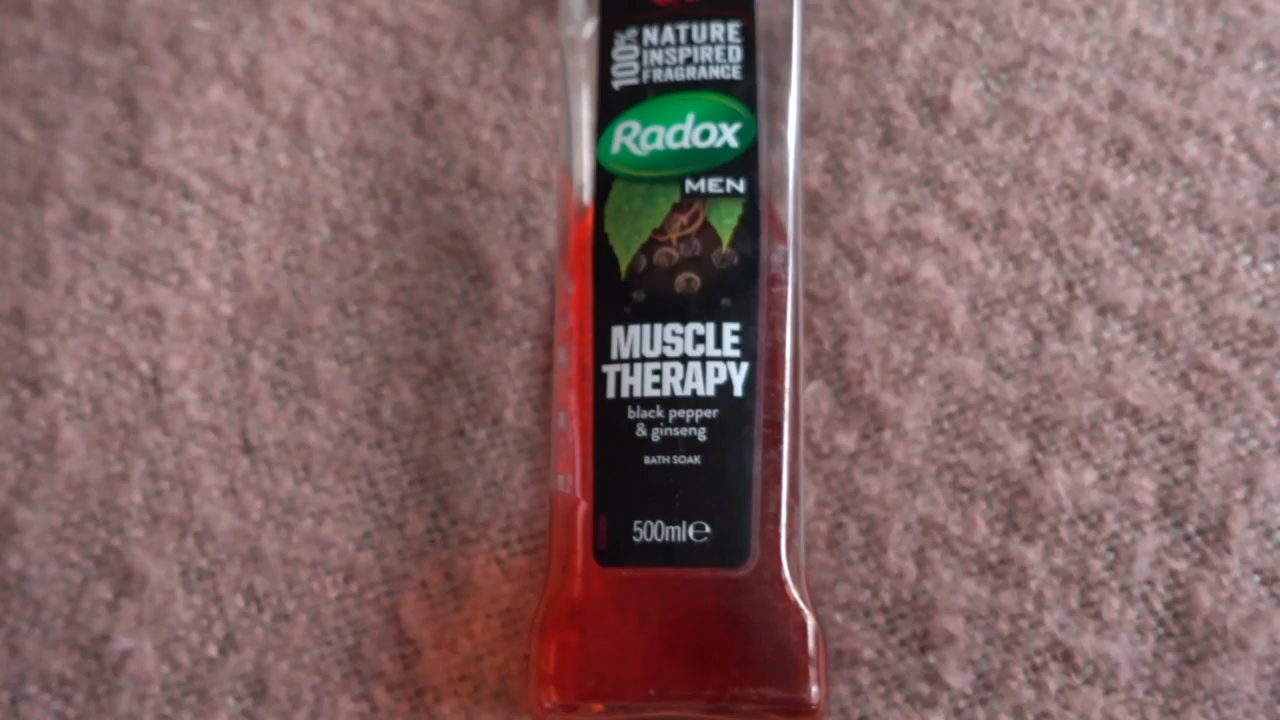 100%
NATURE
INSPIRED
FRAGRANCE
Radox
MEN
MUSCLE
THERAPY
black pepper
& ginseng
BATH SOAK
500ml℮